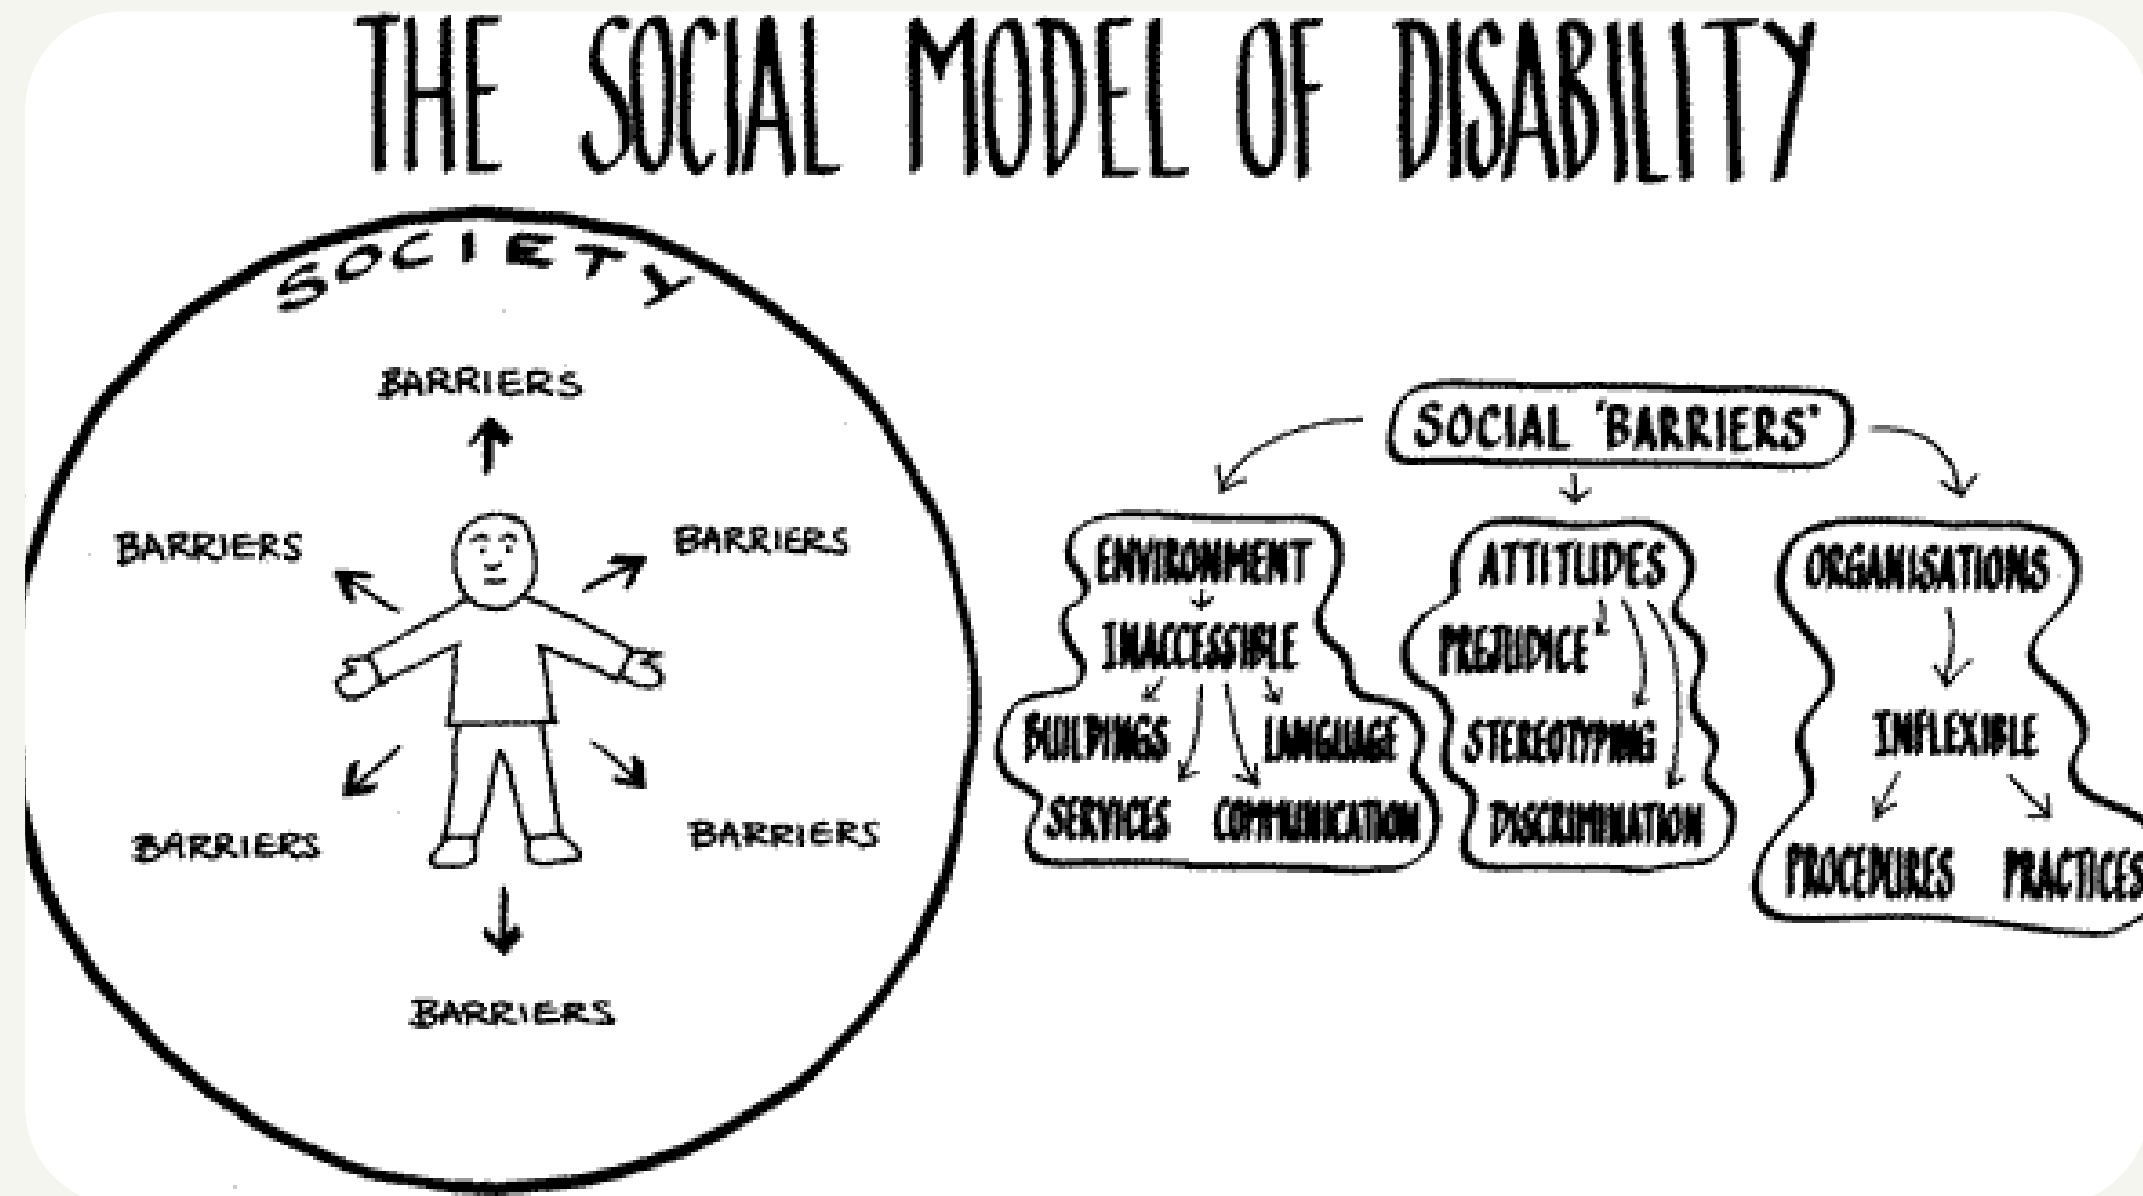 THE SOCIAL MODEL OF DISABILITY
SOCIETY
BARRIERS
BARRIERS
BARRIERS
BARRIERS
BARRIERS
BARRIERS
SOCIAL 'BARRIERS'
ENVIRONMENT
INACCESSIBLE
BUILDINGS
LANGUAGE
SERVICES
COMMUNICATION
ATTITUDES
PREJUDICE
STEREOTYPING
DISCRIMINATION
ORGANISATIONS
INFLEXIBLE
PROCEDURES
PRACTICES